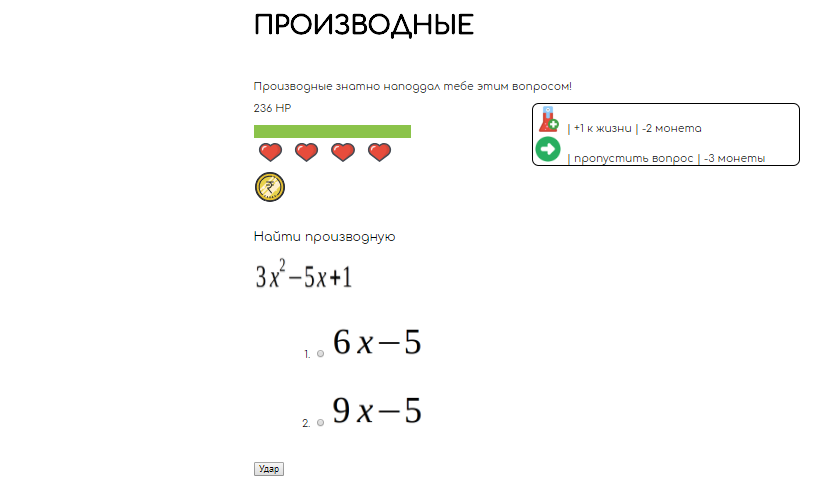 ПРОИЗВОДНЫЕ
Производные знатно наподдал тебе этим вопросом!
236 HP
| +1 к жизни | -2 монета
| пропустить вопрос | -3 монеты
Найти производную
3x²−5x+1
1. 6x−5
2. 9x−5
Удар